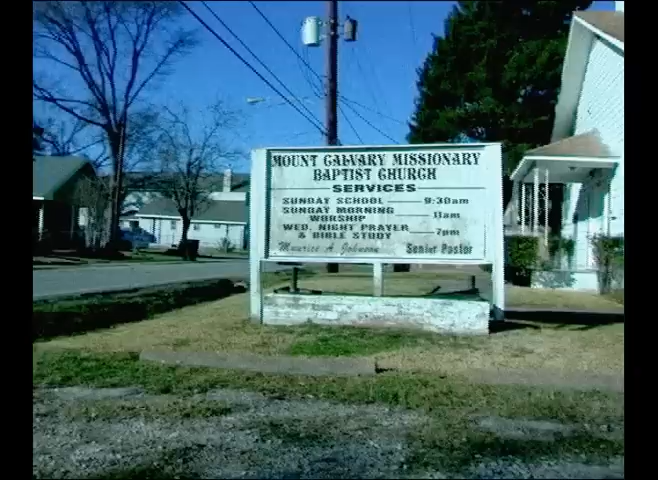 MOUNT CALVARY MISSIONARY
BAPTIST CHURCH
SERVICES
SUNDAY SCHOOL 9:30am
SUNDAY MORNING
WORSHIP 11am
WED. NIGHT PRAYER
& BIBLE STUDY 7pm
Maurice A. Johnson Senior Pastor